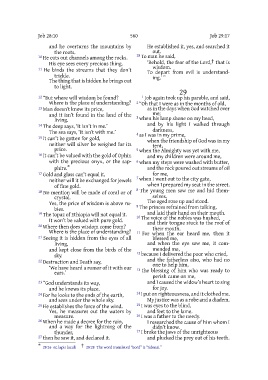 Job 28:10
560
Job 29:17
and he overturns the mountains by
the roots.
10 He cuts out channels among the rocks.
His eye sees every precious thing.
11 He binds the streams that they don't
trickle.
The thing that is hidden he brings out
to light.
12 "But where will wisdom be found?
Where is the place of understanding?
13 Man doesn't know its price,
and it isn't found in the land of the
living.
14 The deep says, 'It isn't in me.'
The sea says, 'It isn't with me.'
15 It can't be gotten for gold,
neither will silver be weighed for its
price.
16 It can't be valued with the gold of Ophir,
with the precious onyx, or the sapphire.*
17 Gold and glass can't equal it,
neither will it be exchanged for jewels
of fine gold.
18 No mention will be made of coral or of
crystal.
Yes, the price of wisdom is above rubies.
19 The topaz of Ethiopia will not equal it.
It won't be valued with pure gold.
20 Where then does wisdom come from?
Where is the place of understanding?
21 Seeing it is hidden from the eyes of all
living,
and kept close from the birds of the
sky.
22 Destruction and Death say,
'We have heard a rumor of it with our
ears.'
23 "God understands its way,
and he knows its place.
24 For he looks to the ends of the earth,
and sees under the whole sky.
25 He establishes the force of the wind.
Yes, he measures out the waters by
measure.
26 When he made a decree for the rain,
and a way for the lightning of the
thunder,
27 then he saw it, and declared it.
He established it, yes, and searched it
out.
28 To man he said,
'Behold, the fear of the Lord,† that is
wisdom.
To depart from evil is understanding.'"
29
1 Job again took up his parable, and said,
2 "Oh that I were as in the months of old,
as in the days when God watched over
me;
3 when his lamp shone on my head,
and by his light I walked through
darkness,
4 as I was in my prime,
when the friendship of God was in my
tent,
5 when the Almighty was yet with me,
and my children were around me,
6 when my steps were washed with butter,
and the rock poured out streams of oil
for me,
7 when I went out to the city gate,
when I prepared my seat in the street.
8 The young men saw me and hid themselves.
The aged rose up and stood.
9 The princes refrained from talking,
and laid their hand on their mouth.
10 The voice of the nobles was hushed,
and their tongue stuck to the roof of
their mouth.
11 For when the ear heard me, then it
blessed me,
and when the eye saw me, it commended me,
12 because I delivered the poor who cried,
and the fatherless also, who had no
one to help him,
13 the blessing of him who was ready to
perish came on me,
and I caused the widow's heart to sing
for joy.
14 I put on righteousness, and it clothed me.
My justice was as a robe and a diadem.
15 I was eyes to the blind,
and feet to the lame.
16 I was a father to the needy.
I researched the cause of him whom I
didn't know.
17 I broke the jaws of the unrighteous
and plucked the prey out of his teeth.
* 28:16 or, lapis lazuli † 28:28 The word translated "Lord" is "Adonai."